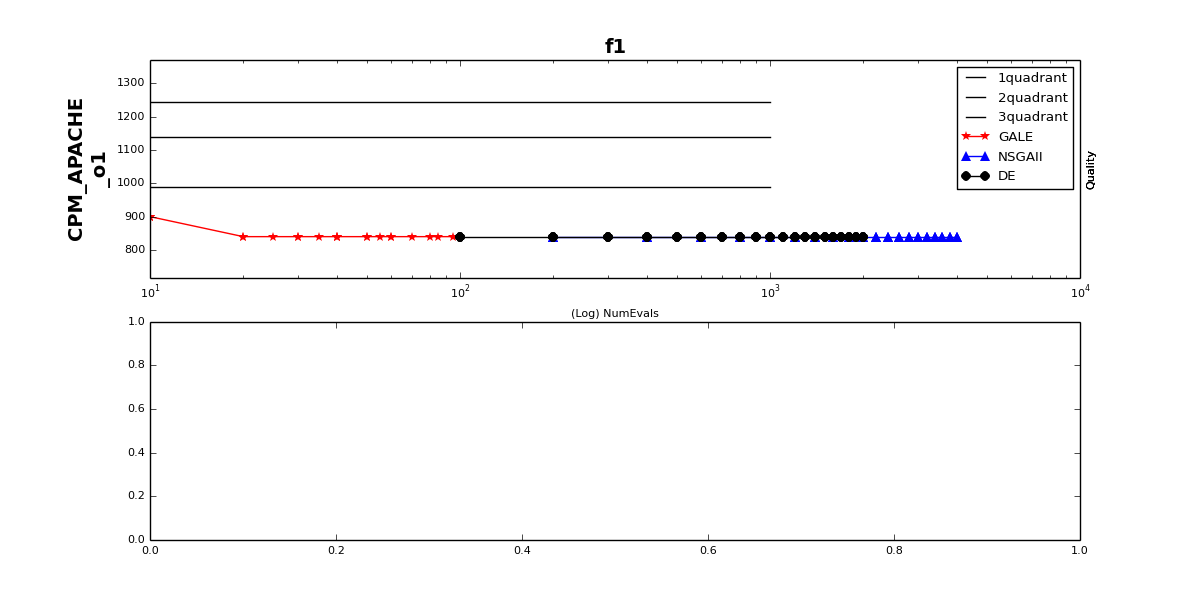 f1
CPM_APACHE
_o1
1300
1200
1100
1000
900
800
1quadrant
2quadrant
3quadrant
GALE
NSGAII
DE
Quality
10^1
10^2
10^3
10^4
(Log) NumEvals
1.0
0.8
0.6
0.4
0.2
0.0
0.0
0.2
0.4
0.6
0.8
1.0